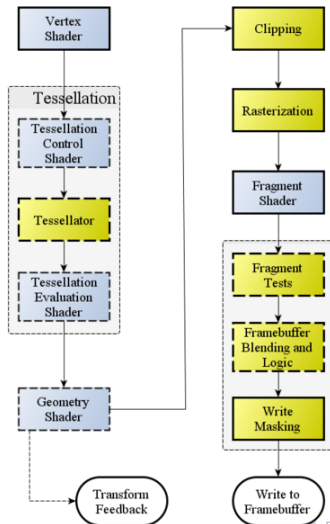 Vertex
Shader
Tessellation
Tessellation
Control
Shader
Tessellator
Tessellation
Evaluation
Shader
Geometry
Shader
Transform
Feedback
Clipping
Rasterization
Fragment
Shader
Fragment
Tests
Framebuffer
Blending and
Logic
Write
Masking
Write to
Framebuffer